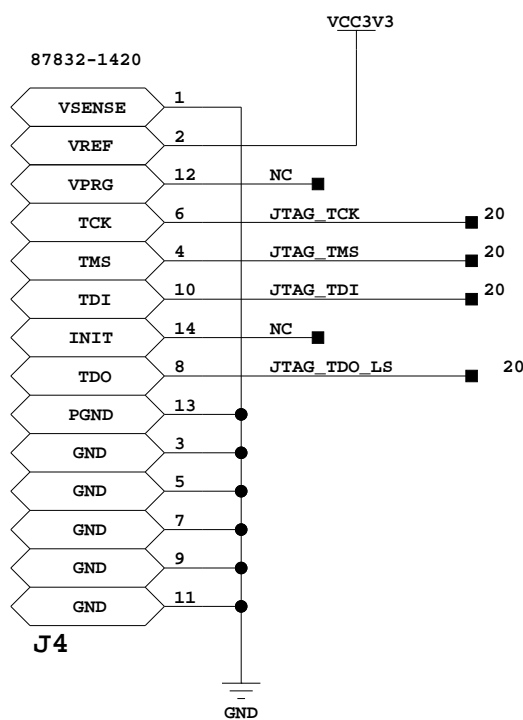 VCC3V3
87832-1420
VSENSE 1
VREF 2
VPRG 12 NC
TCK 6 JTAG_TCK 20
TMS 4 JTAG_TMS 20
TDI 10 JTAG_TDI 20
INIT 14 NC
TDO 8 JTAG_TDO_LS 20
PGND 13
GND 3
GND 5
GND 7
GND 9
GND 11
J4
GND